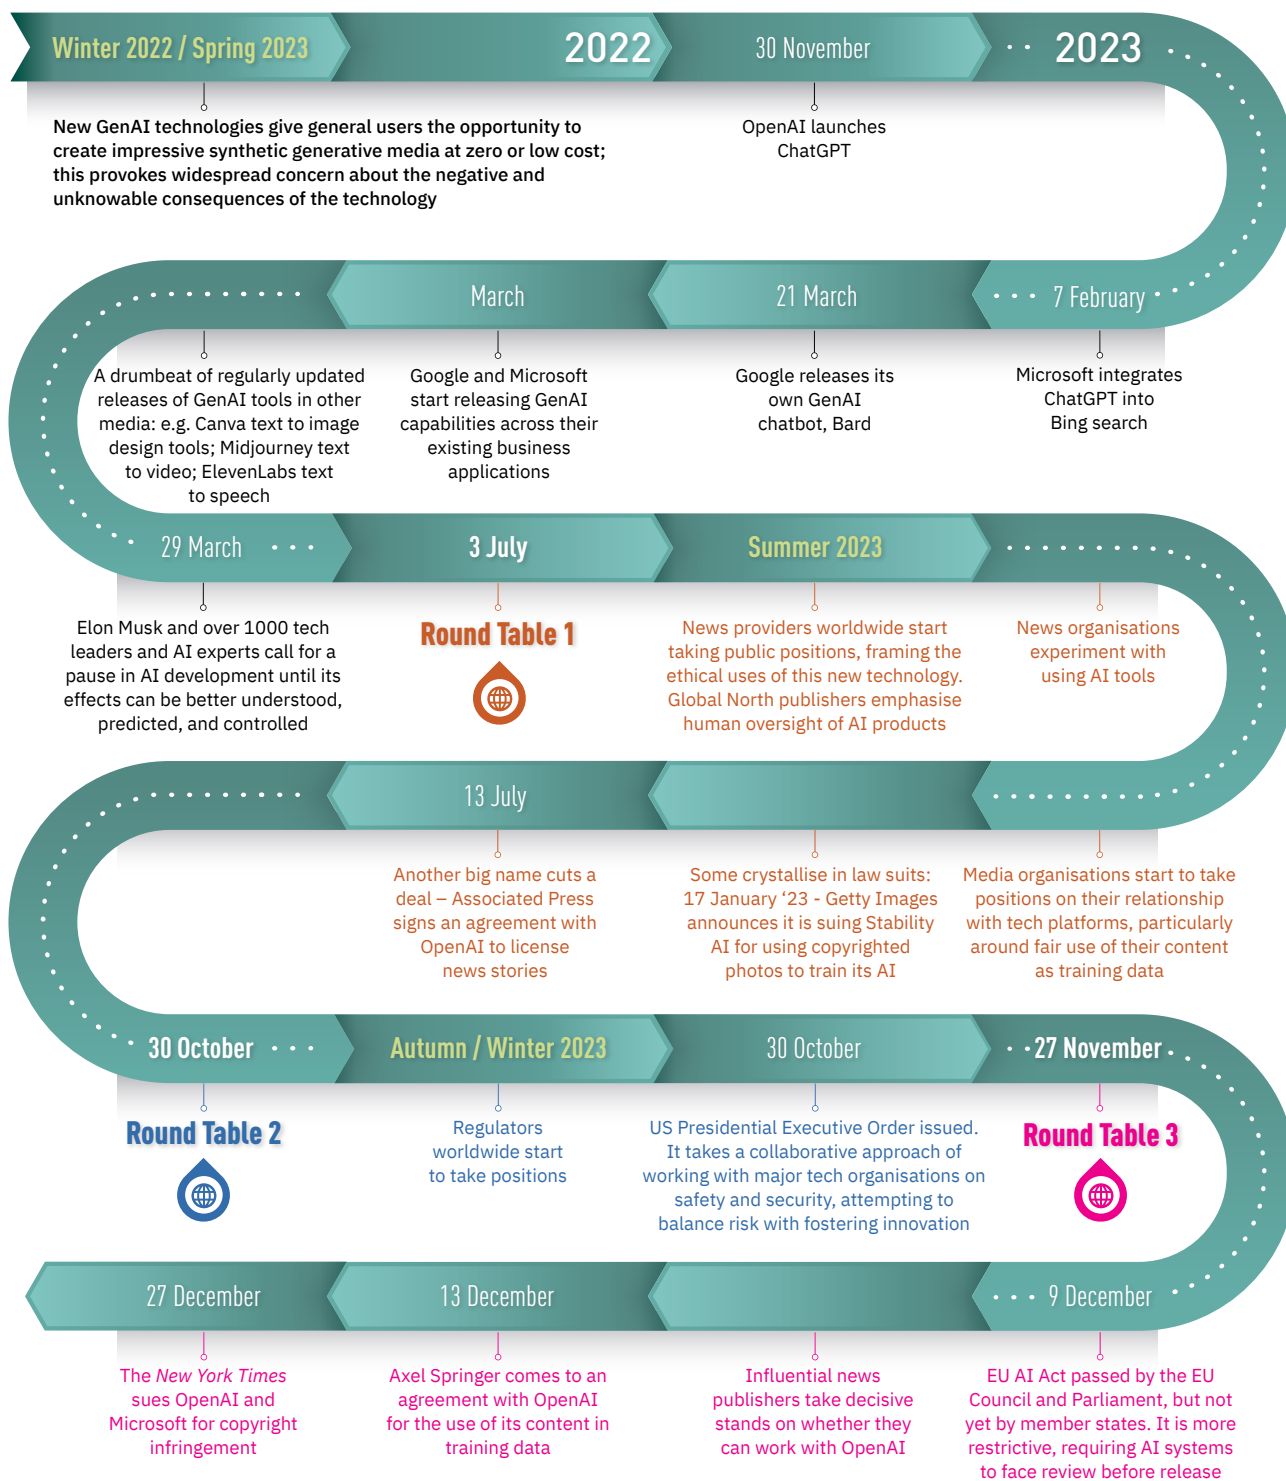 Winter 2022 / Spring 2023
2022
30 November
2023
New GenAI technologies give general users the opportunity to
create impressive synthetic generative media at zero or low cost;
this provokes widespread concern about the negative and
unknowable consequences of the technology
OpenAI launches
ChatGPT
7 February
Microsoft integrates
ChatGPT into
Bing search
21 March
Google releases its
own GenAI
chatbot, Bard
March
Google and Microsoft
start releasing GenAI
capabilities across their
existing business
applications
A drumbeat of regularly updated
releases of GenAI tools in other
media: e.g. Canva text to image
design tools; Midjourney text
to video; ElevenLabs text
to speech
29 March
Elon Musk and over 1000 tech
leaders and AI experts call for a
pause in AI development until its
effects can be better understood,
predicted, and controlled
3 July
Round Table 1
Summer 2023
News providers worldwide start
taking public positions, framing the
ethical uses of this new technology.
Global North publishers emphasise
human oversight of AI products
News organisations
experiment with
using AI tools
Media organisations start to take
positions on their relationship
with tech platforms, particularly
around fair use of their content
as training data
Some crystallise in law suits:
17 January ‘23 - Getty Images
announces it is suing Stability
AI for using copyrighted
photos to train its AI
13 July
Another big name cuts a
deal – Associated Press
signs an agreement with
OpenAI to license
news stories
30 October
Round Table 2
Autumn / Winter 2023
Regulators
worldwide start
to take positions
30 October
US Presidential Executive Order issued.
It takes a collaborative approach of
working with major tech organisations on
safety and security, attempting to
balance risk with fostering innovation
27 November
Round Table 3
9 December
EU AI Act passed by the EU
Council and Parliament, but not
yet by member states. It is more
restrictive, requiring AI systems
to face review before release
Influential news
publishers take decisive
stands on whether they
can work with OpenAI
13 December
Axel Springer comes to an
agreement with OpenAI
for the use of its content in
training data
27 December
The New York Times
sues OpenAI and
Microsoft for copyright
infringement